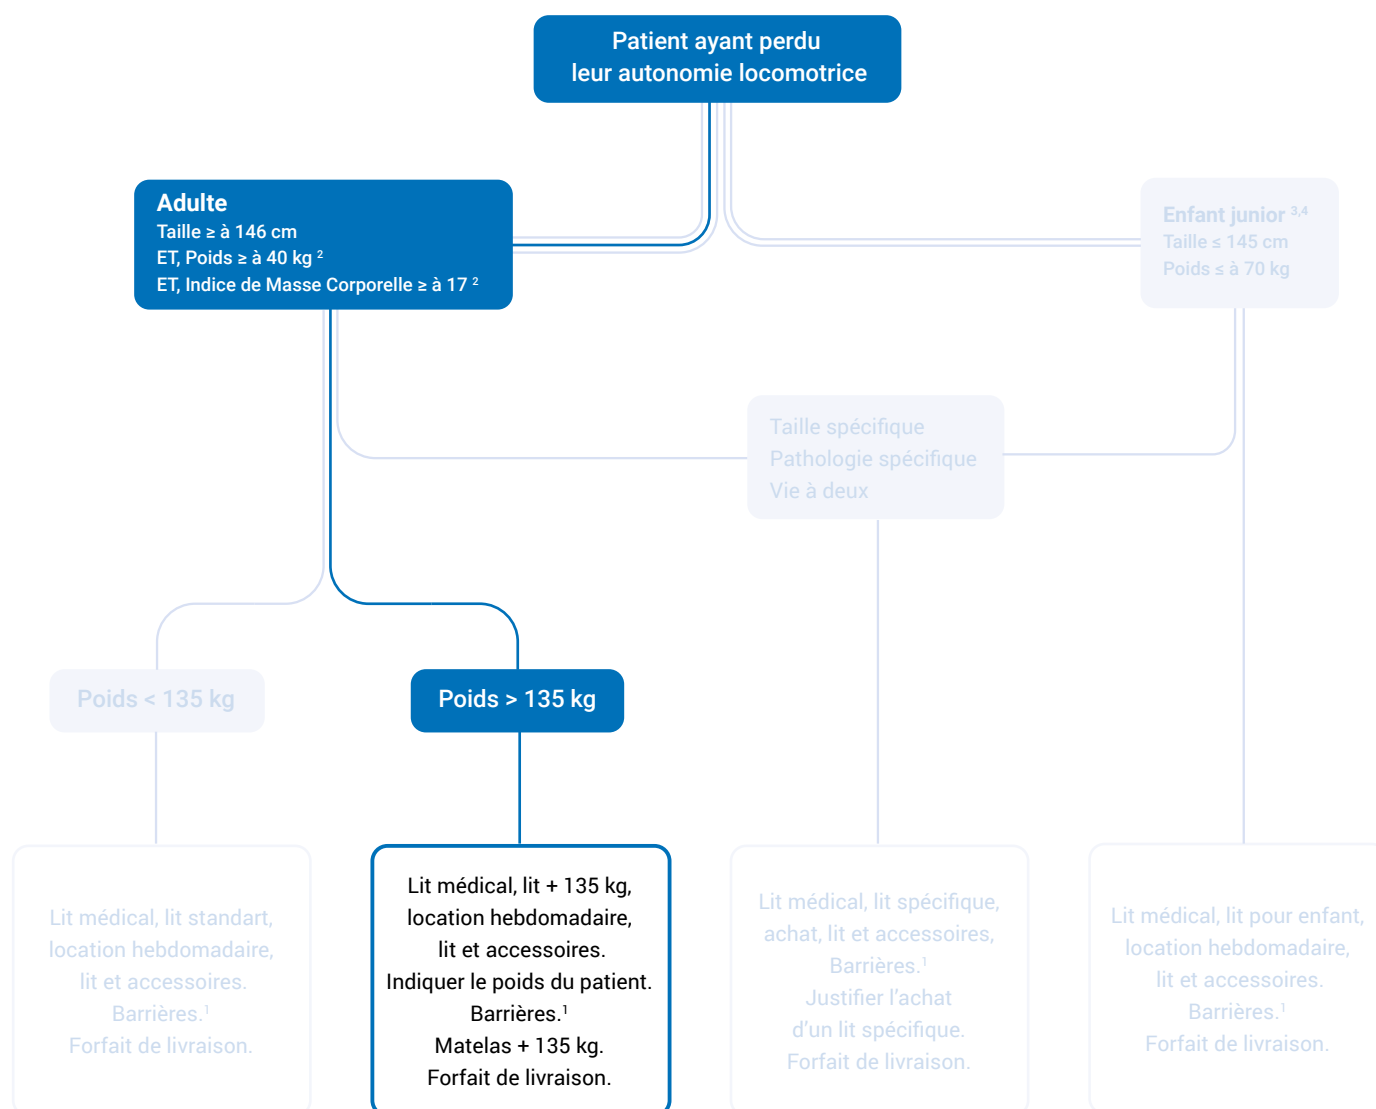 Patient ayant perdu
leur autonomie locomotrice
Adulte
Taille ≥ à 146 cm
ET, Poids ≥ à 40 kg ²
ET, Indice de Masse Corporelle ≥ à 17 ²
Enfant junior ³,⁴
Taille ≤ 145 cm
Poids ≤ à 70 kg
Taille spécifique
Pathologie spécifique
Vie à deux
Poids < 135 kg
Poids > 135 kg
Lit médical, lit standart,
location hebdomadaire,
lit et accessoires.
Barrières.¹
Forfait de livraison.
Lit médical, lit + 135 kg,
location hebdomadaire,
lit et accessoires.
Indiquer le poids du patient.
Barrières.¹
Matelas + 135 kg.
Forfait de livraison.
Lit médical, lit spécifique,
achat, lit et accessoires,
Barrières.¹
Justifier l’achat
d’un lit spécifique.
Forfait de livraison.
Lit médical, lit pour enfant,
location hebdomadaire,
lit et accessoires.
Barrières.¹
Forfait de livraison.